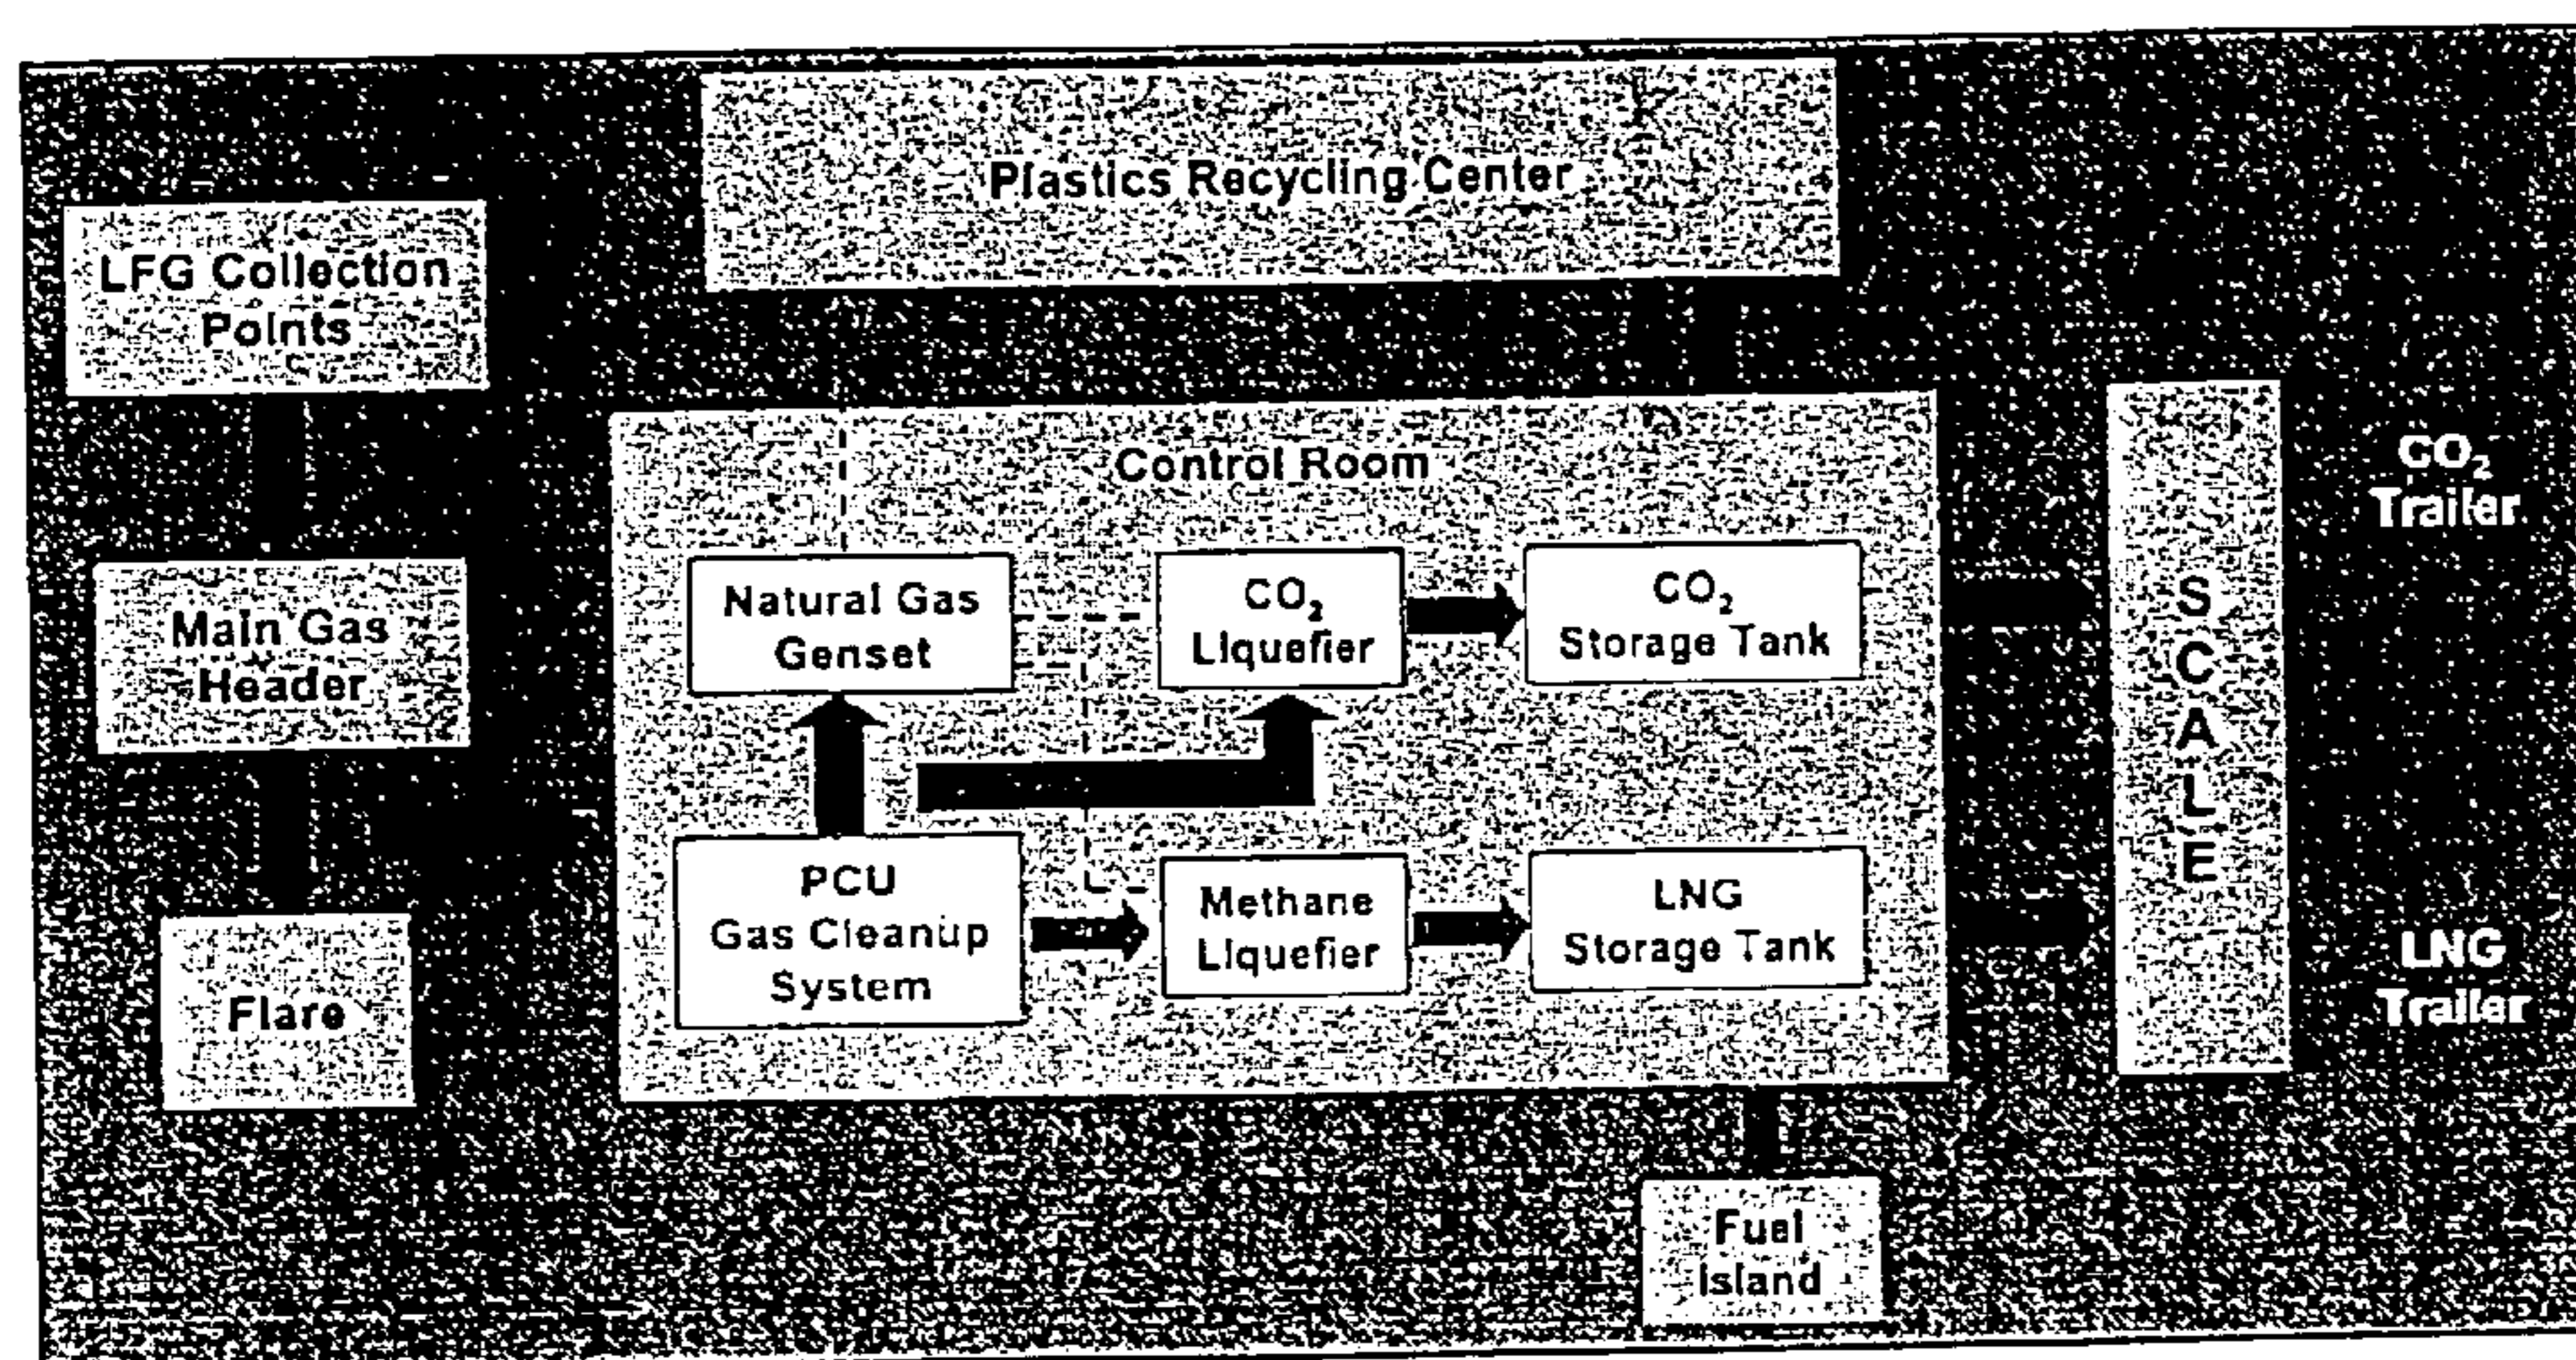 Plastics Recycling Center
LFG Collection
Points
Control Room
CO₂
Trailer
Natural Gas
Genset
CO₂
Liquefier
CO₂
Storage Tank
Main Gas
Header
SCALE
PCU
Gas Cleanup
System
Methane
Liquefier
LNG
Storage Tank
LNG
Trailer
Flare
Fuel
Island